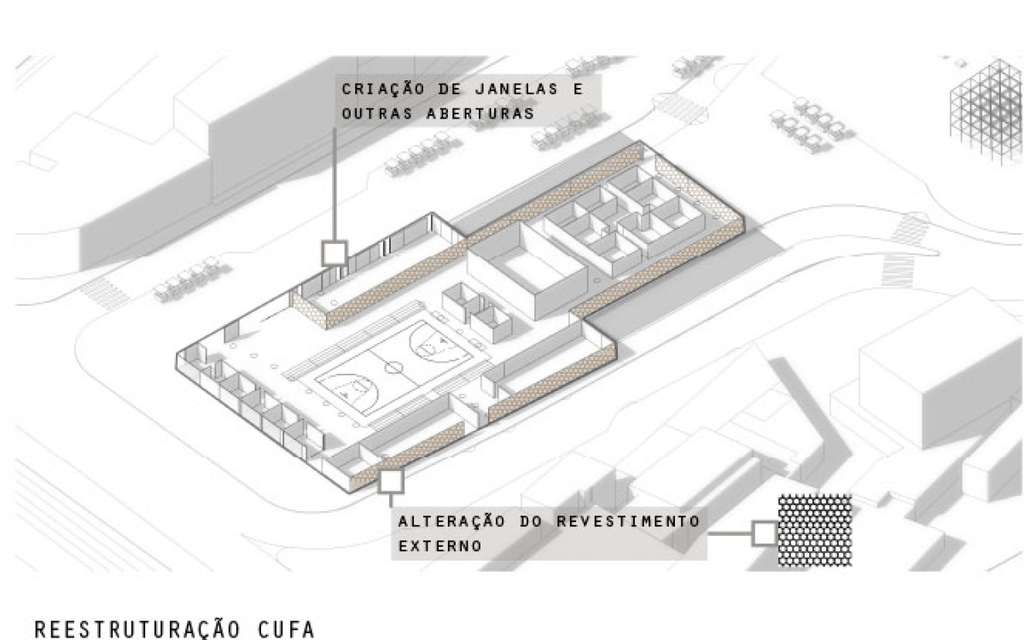 CRIAÇÃO DE JANELAS E
OUTRAS ABERTURAS
ALTERAÇÃO DO REVESTIMENTO
EXTERNO
REESTRUTURAÇÃO CUFA